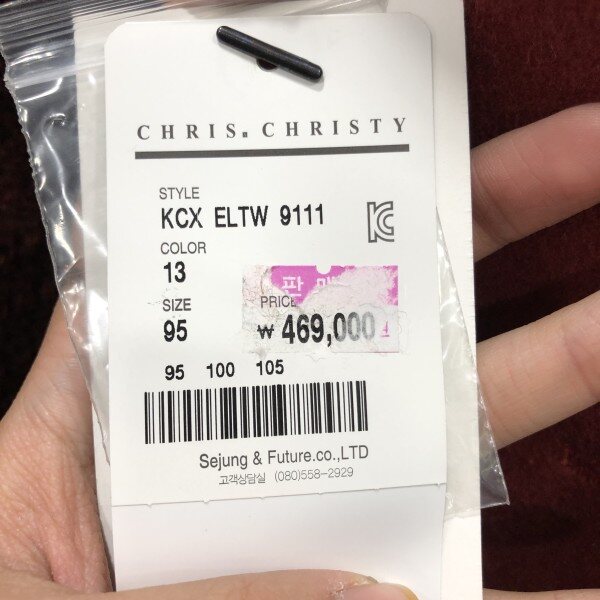 CHRIS. CHRISTY
STYLE
KCX ELTW 9111
COLOR
13
SIZE
95
PRICE
₩ 469,000
95 100 105
Sejung & Future.co.,LTD
고객상담실 (080)558-2929